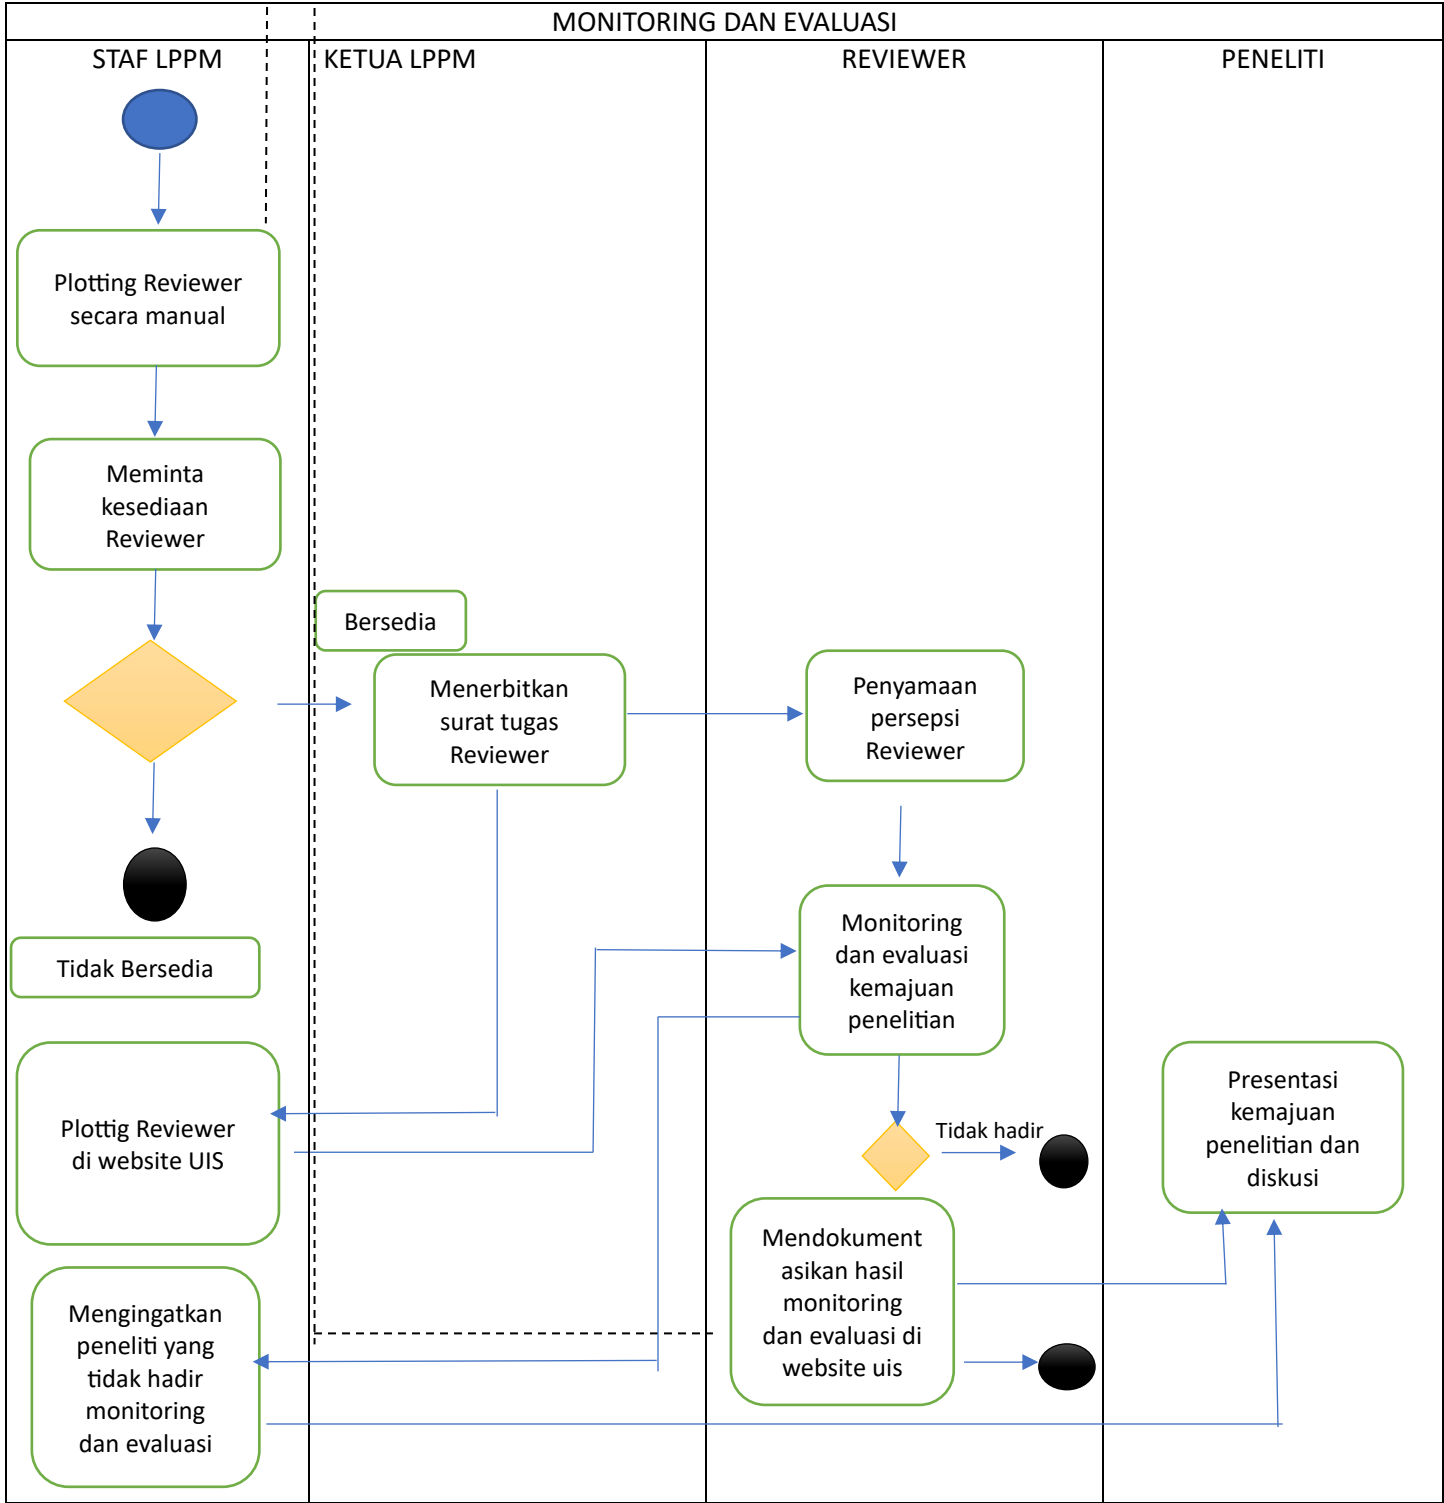 MONITORING DAN EVALUASI
STAF LPPM
KETUA LPPM
REVIEWER
PENELITI
Plotting Reviewer
secara manual
Meminta
kesediaan
Reviewer
Bersedia
Menerbitkan
surat tugas
Reviewer
Penyamaan
persepsi
Reviewer
Tidak Bersedia
Monitoring
dan evaluasi
kemajuan
penelitian
Plottig Reviewer
di website UIS
Tidak hadir
Presentasi
kemajuan
penelitian dan
diskusi
Mendokument
asikan hasil
monitoring
dan evaluasi di
website uis
Mengingatkan
peneliti yang
tidak hadir
monitoring
dan evaluasi